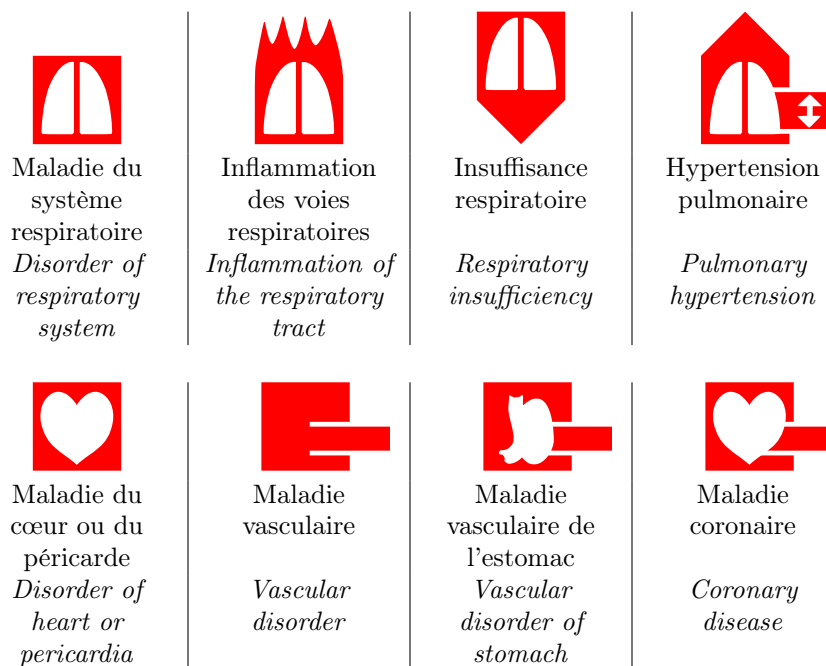 Maladie du
système
respiratoire
Disorder of
respiratory
system
Inflammation
des voies
respiratoires
Inflammation of
the respiratory
tract
Insuffisance
respiratoire
Respiratory
insufficiency
Hypertension
pulmonaire
Pulmonary
hypertension
Maladie du
cœur ou du
péricarde
Disorder of
heart or
pericardia
Maladie
vasculaire
Vascular
disorder
Maladie
vasculaire de
l'estomac
Vascular
disorder of
stomach
Maladie
coronaire
Coronary
disease